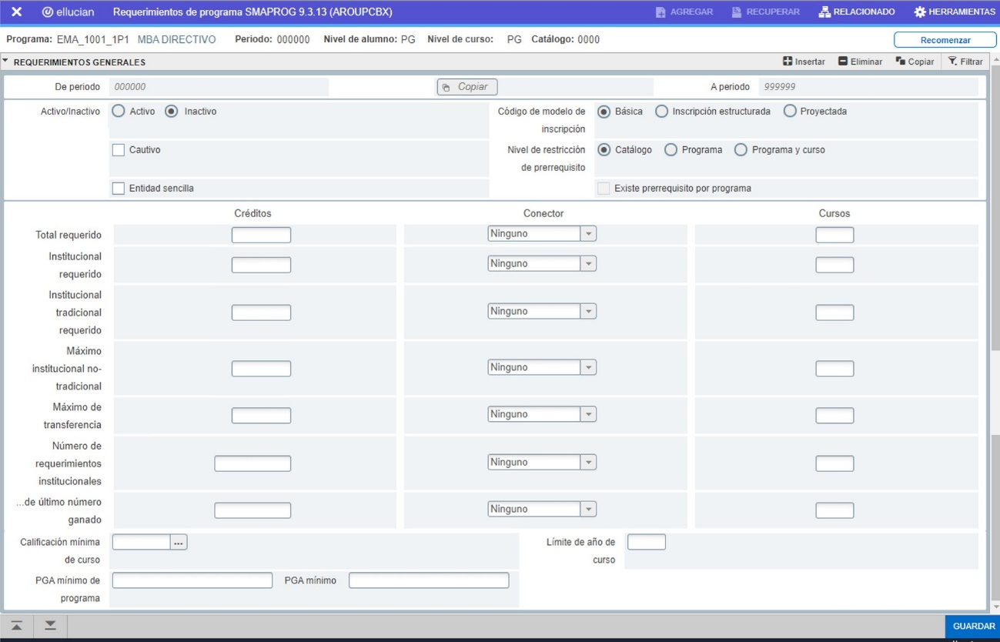 ✕ ellucian Requerimientos de programa SMAPROG 9.3.13 (AROUPCBX) AGREGAR RECUPERAR RELACIONADO HERRAMIENTAS
Programa: EMA_1001_1P1 MBA DIRECTIVO Periodo: 000000 Nivel de alumno: PG Nivel de curso: PG Catálogo: 0000 Recomenzar
REQUERIMIENTOS GENERALES Insertar Eliminar Copiar Filtrar
De periodo 000000 Copiar A periodo 999999
Activo/Inactivo Activo Inactivo Código de modelo de Básica Inscripción estructurada Proyectada
inscripción
Cautivo Nivel de restricción Catálogo Programa Programa y curso
de prerrequisito
Entidad sencilla Existe prerrequisito por programa
Créditos Conector Cursos
Total requerido Ninguno
Institucional
requerido Ninguno
Institucional
tradicional Ninguno
requerido
Máximo
institucional no- Ninguno
tradicional
Máximo de
transferencia Ninguno
Número de
requerimientos Ninguno
institucionales
...de último número Ninguno
ganado
Calificación mínima ... Límite de año de
de curso curso
PGA mínimo de PGA mínimo
programa
GUARDAR